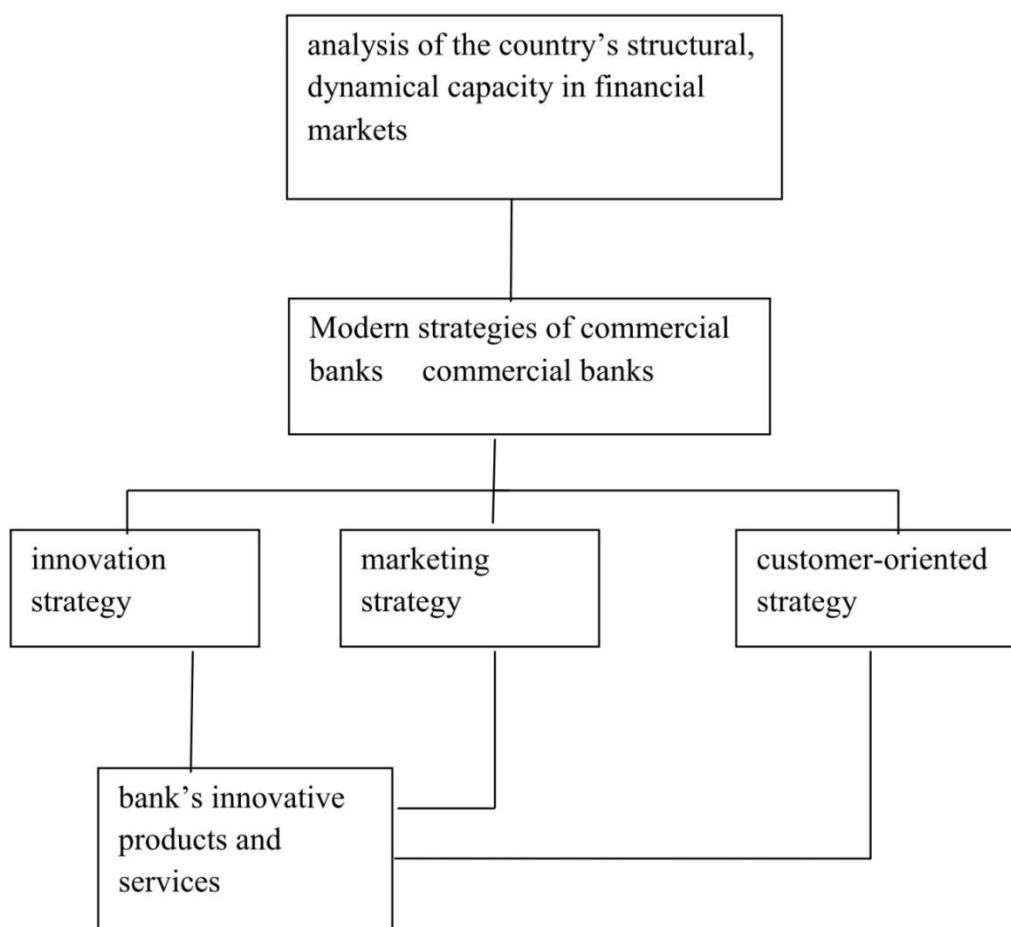 analysis of the country’s structural,
dynamical capacity in financial
markets
Modern strategies of commercial
banks commercial banks
innovation
strategy
marketing
strategy
customer-oriented
strategy
bank’s innovative
products and
services